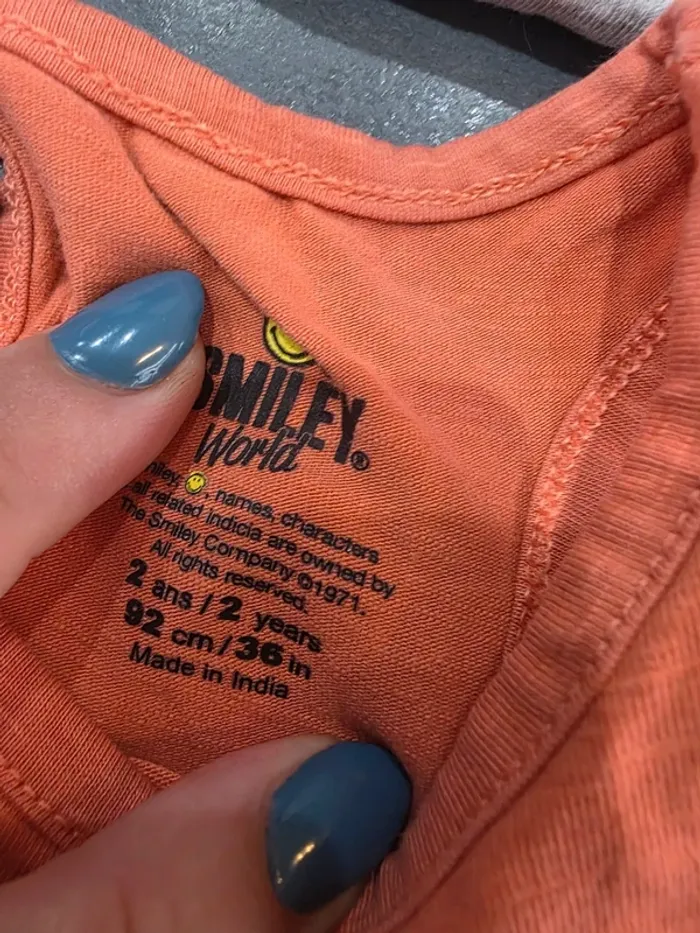 SMILEY
World®
Smiley, , names, characters
all related indicia are owned by
The Smiley Company ©1971.
All rights reserved.
2 ans / 2 years
92 cm / 36 in
Made in India